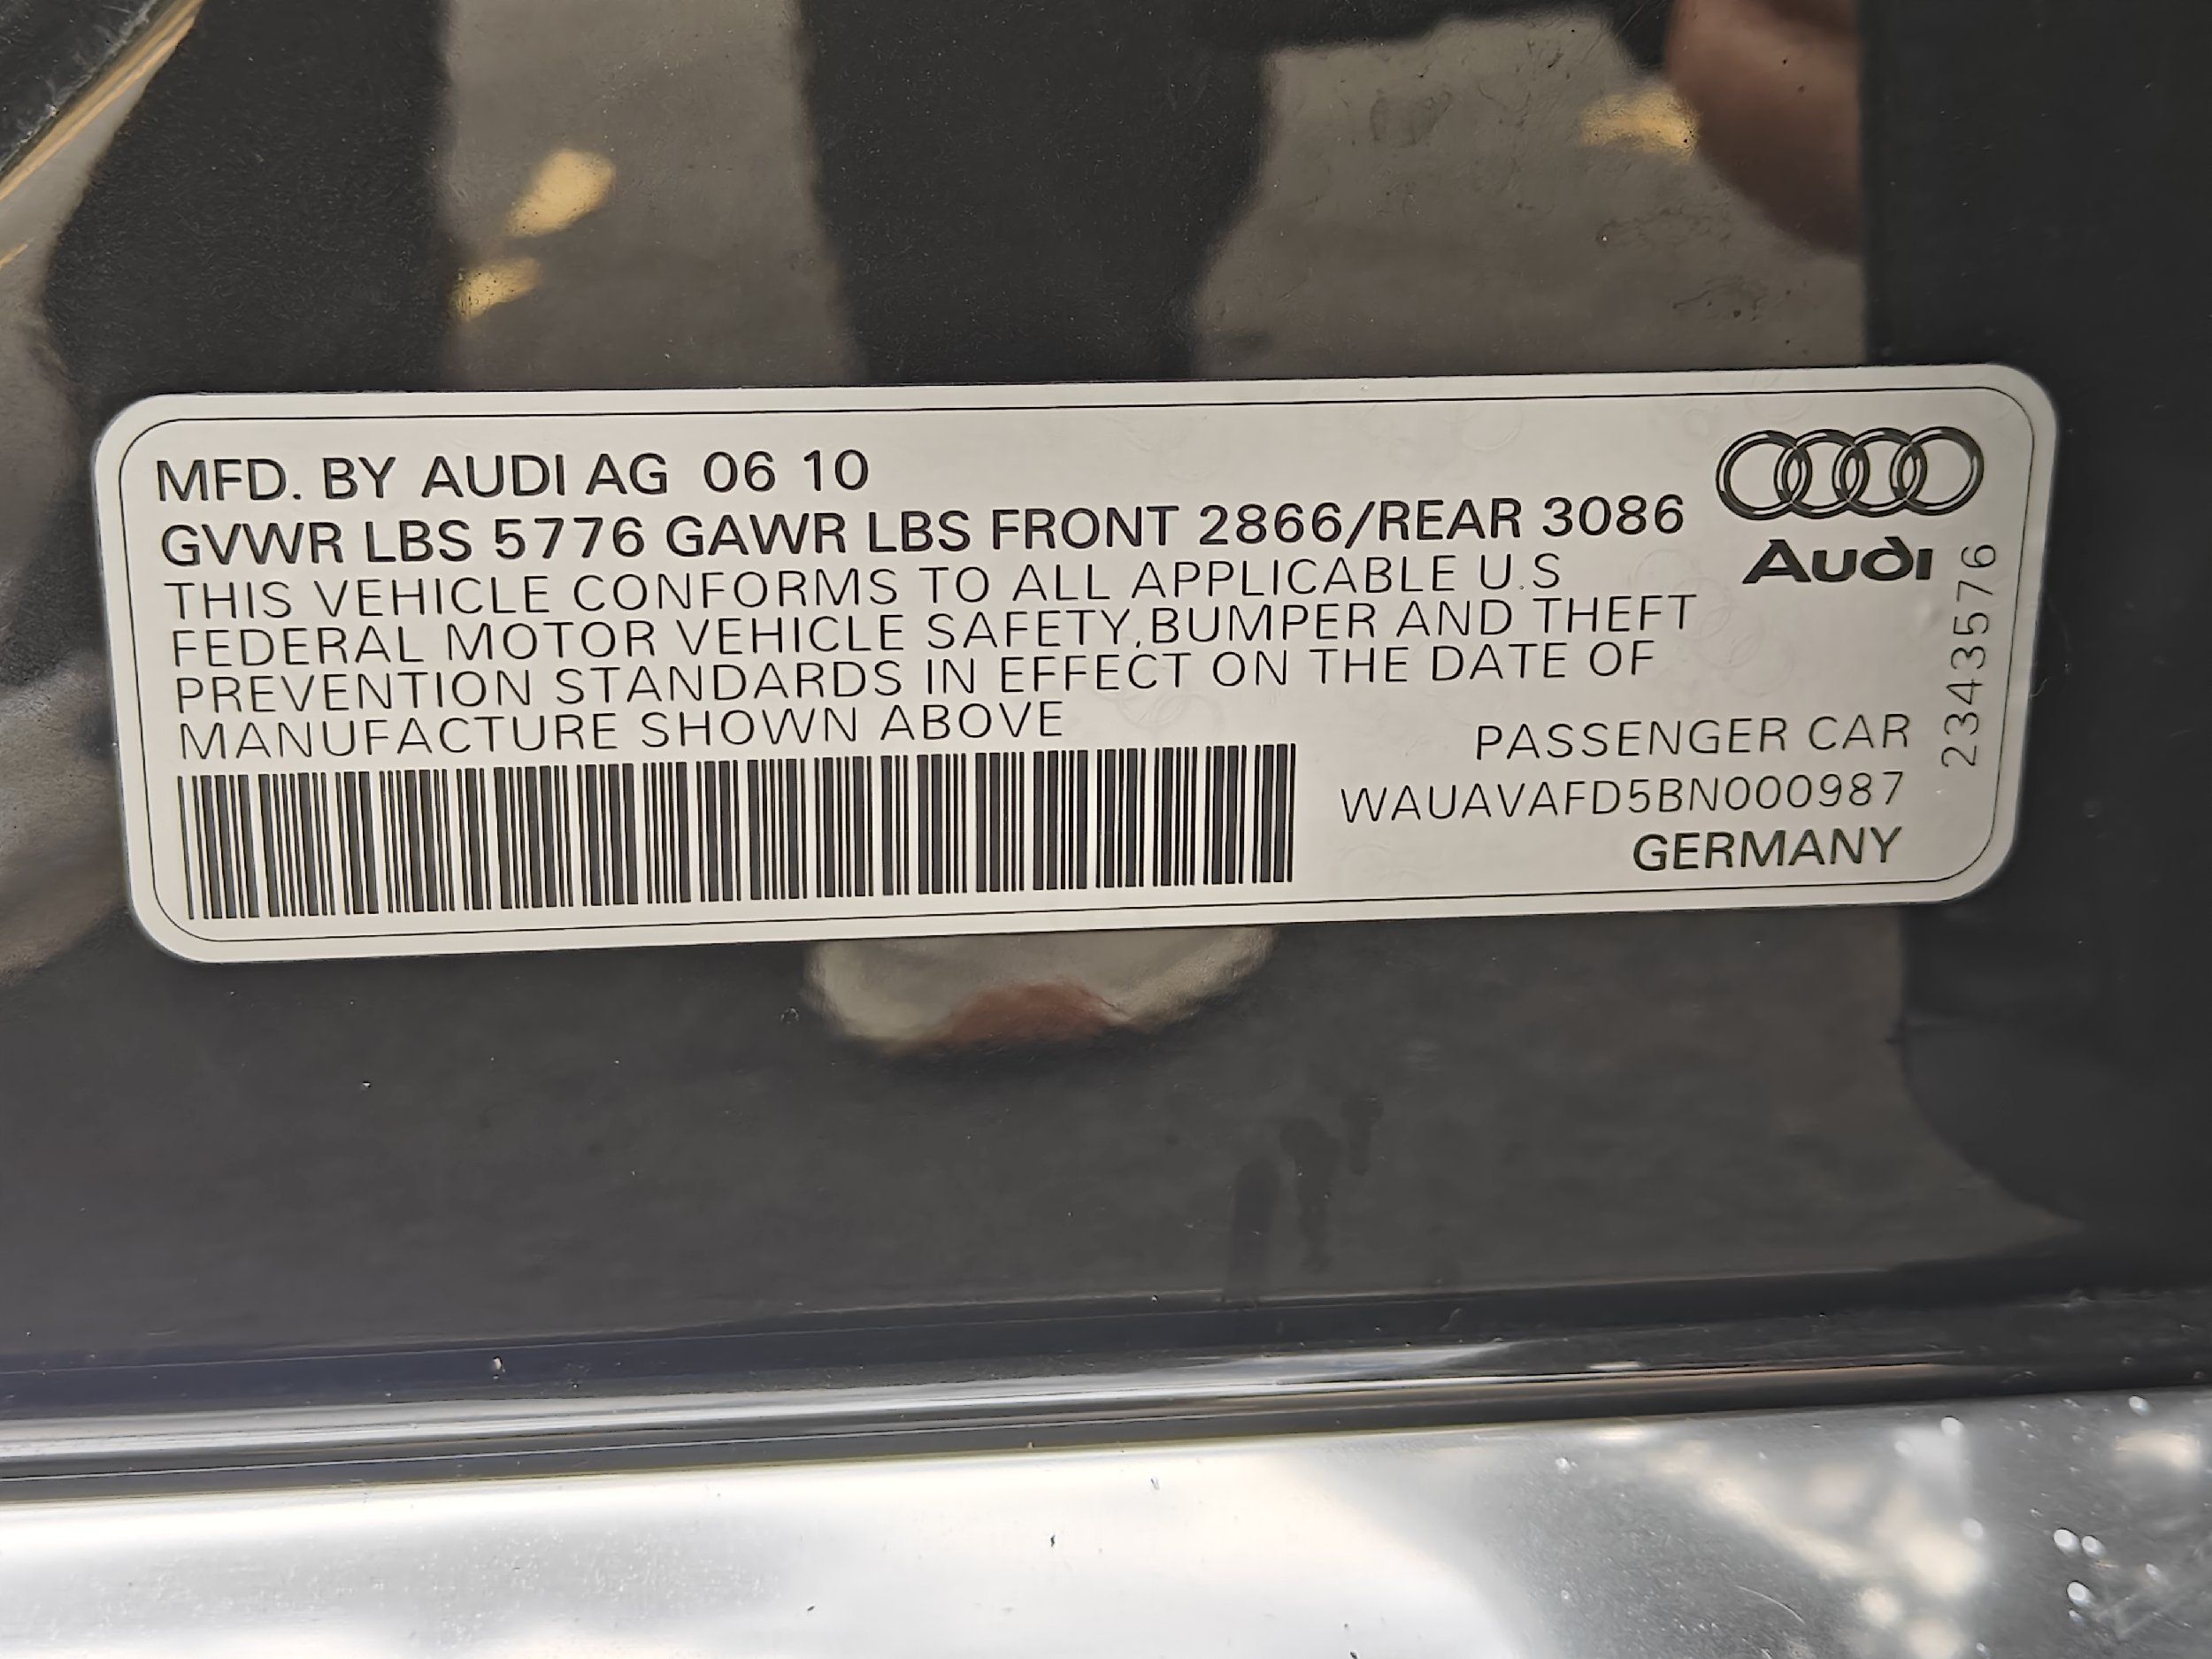 MFD. BY AUDI AG 06 10
GVWR LBS 5776 GAWR LBS FRONT 2866/REAR 3086
THIS VEHICLE CONFORMS TO ALL APPLICABLE U.S
FEDERAL MOTOR VEHICLE SAFETY,BUMPER AND THEFT
PREVENTION STANDARDS IN EFFECT ON THE DATE OF
MANUFACTURE SHOWN ABOVE
Audi
2343576
PASSENGER CAR
WAUAVAFD5BN000987
GERMANY